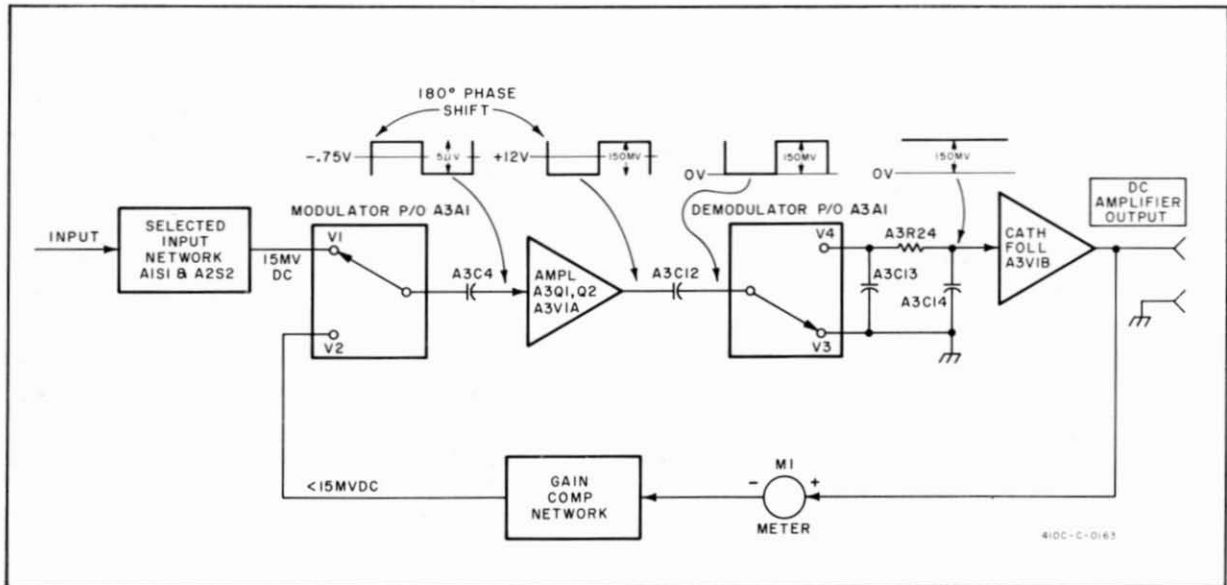 180° PHASE
SHIFT
-.75V
5µV
+12V
150MV
0V
150MV
0V
150MV
INPUT
SELECTED
INPUT
NETWORK
A1S1 & A2S2
15MV
DC
MODULATOR P/O A3A1
V1
V2
A3C4
AMPL
A3Q1,Q2
A3V1A
A3C12
DEMODULATOR P/O A3A1
V4
V3
A3R24
A3C13
A3C14
CATH
FOLL
A3V1B
DC
AMPLIFIER
OUTPUT
<15MVDC
GAIN
COMP
NETWORK
M1
- +
METER
410C-C-0163